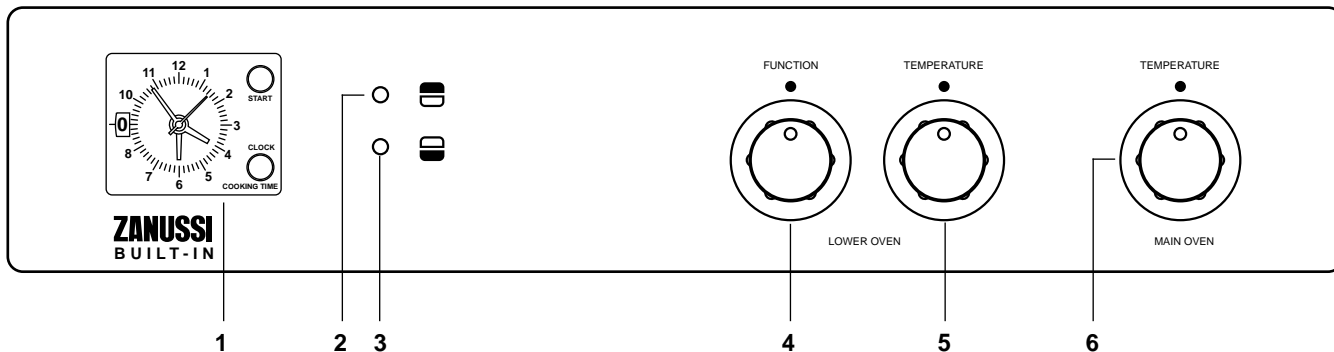 FUNCTION
TEMPERATURE
TEMPERATURE
12
11
1
START
10
2
0
3
8
4
CLOCK
7
5
6
COOKING TIME
ZANUSSI
BUILT-IN
LOWER OVEN
MAIN OVEN
1
2
3
4
5
6